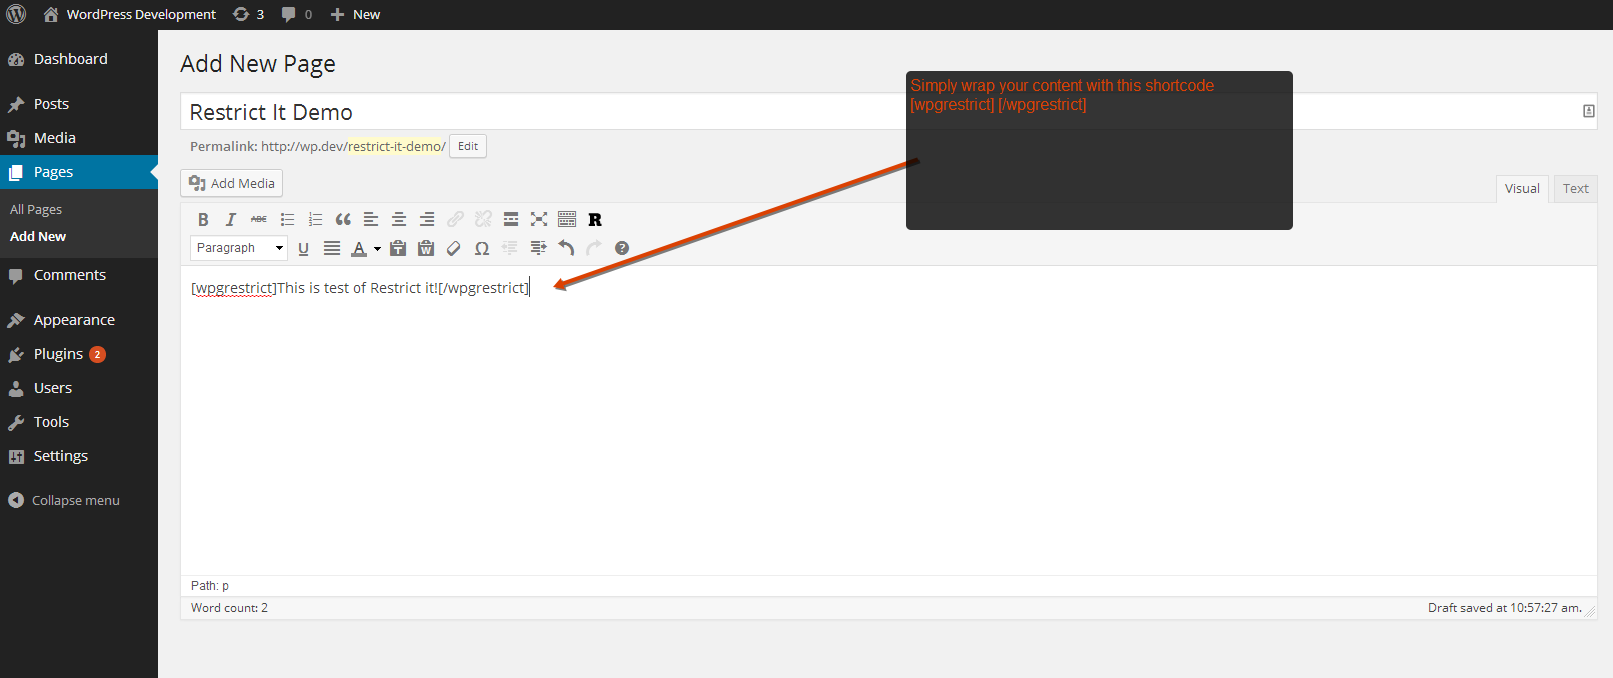 WordPress Development 3 0 New
Dashboard
Posts
Media
Pages
All Pages
Add New
Comments
Appearance
Plugins 2
Users
Tools
Settings
Collapse menu
Add New Page
Simply wrap your content with this shortcode
[wpgrestrict] [/wpgrestrict]
Restrict It Demo
Permalink: http://wp.dev/restrict-it-demo/ Edit
Add Media
Visual Text
B I ABC R
Paragraph U A T W Ω ?
[wpgrestrict]This is test of Restrict it![/wpgrestrict]
Path: p
Word count: 2
Draft saved at 10:57:27 am.